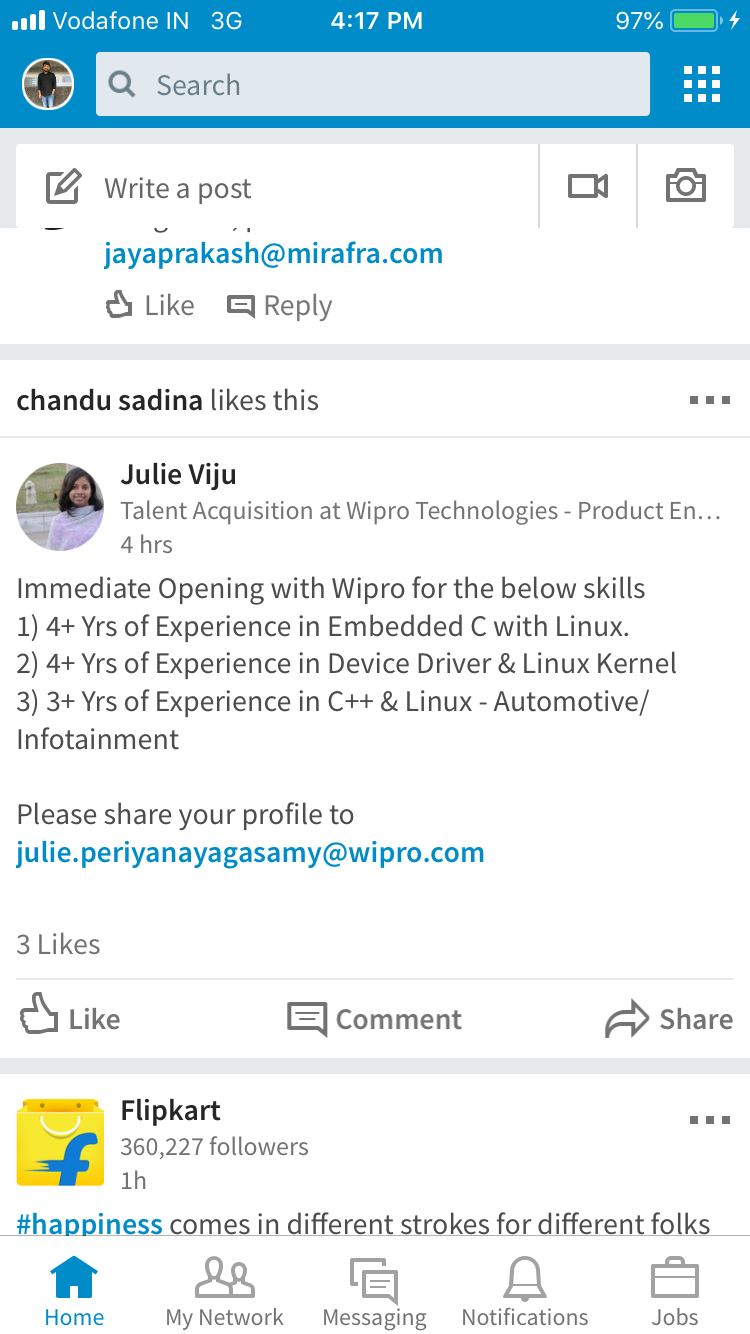 Vodafone IN 3G 4:17 PM 97%
Search
Write a post
jayaprakash@mirafra.com
Like Reply
chandu sadina likes this
Julie Viju
Talent Acquisition at Wipro Technologies - Product En...
4 hrs
Immediate Opening with Wipro for the below skills
1) 4+ Yrs of Experience in Embedded C with Linux.
2) 4+ Yrs of Experience in Device Driver & Linux Kernel
3) 3+ Yrs of Experience in C++ & Linux - Automotive/
Infotainment
Please share your profile to
julie.periyanayagasamy@wipro.com
3 Likes
Like Comment Share
Flipkart
360,227 followers
1h
#happiness comes in different strokes for different folks
Home My Network Messaging Notifications Jobs